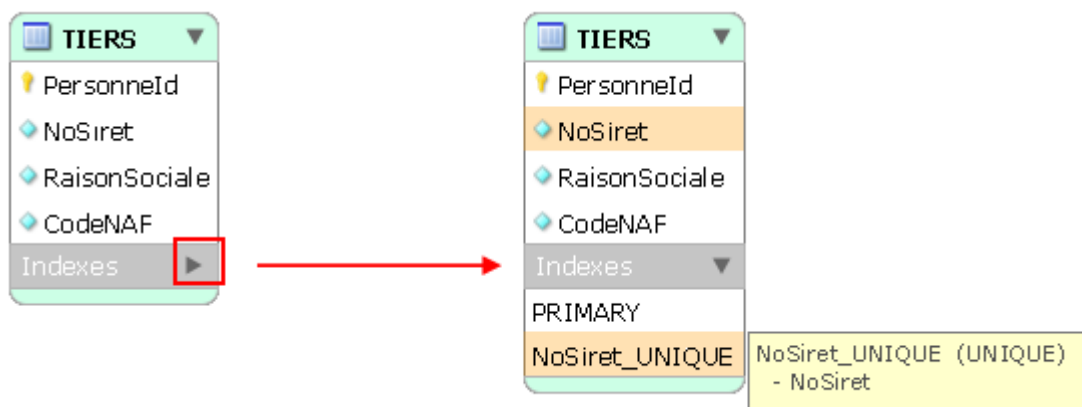 TIERS
PersonneId
NoSiret
RaisonSociale
CodeNAF
Indexes
TIERS
PersonneId
NoSiret
RaisonSociale
CodeNAF
Indexes
PRIMARY
NoSiret_UNIQUE
NoSiret_UNIQUE (UNIQUE)
- NoSiret